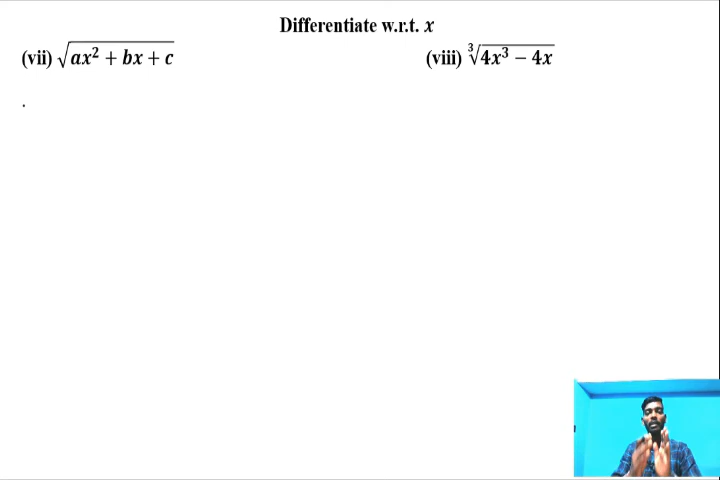 Differentiate w.r.t. x
(vii) √(ax² + bx + c)
(viii) ∛(4x³ − 4x)